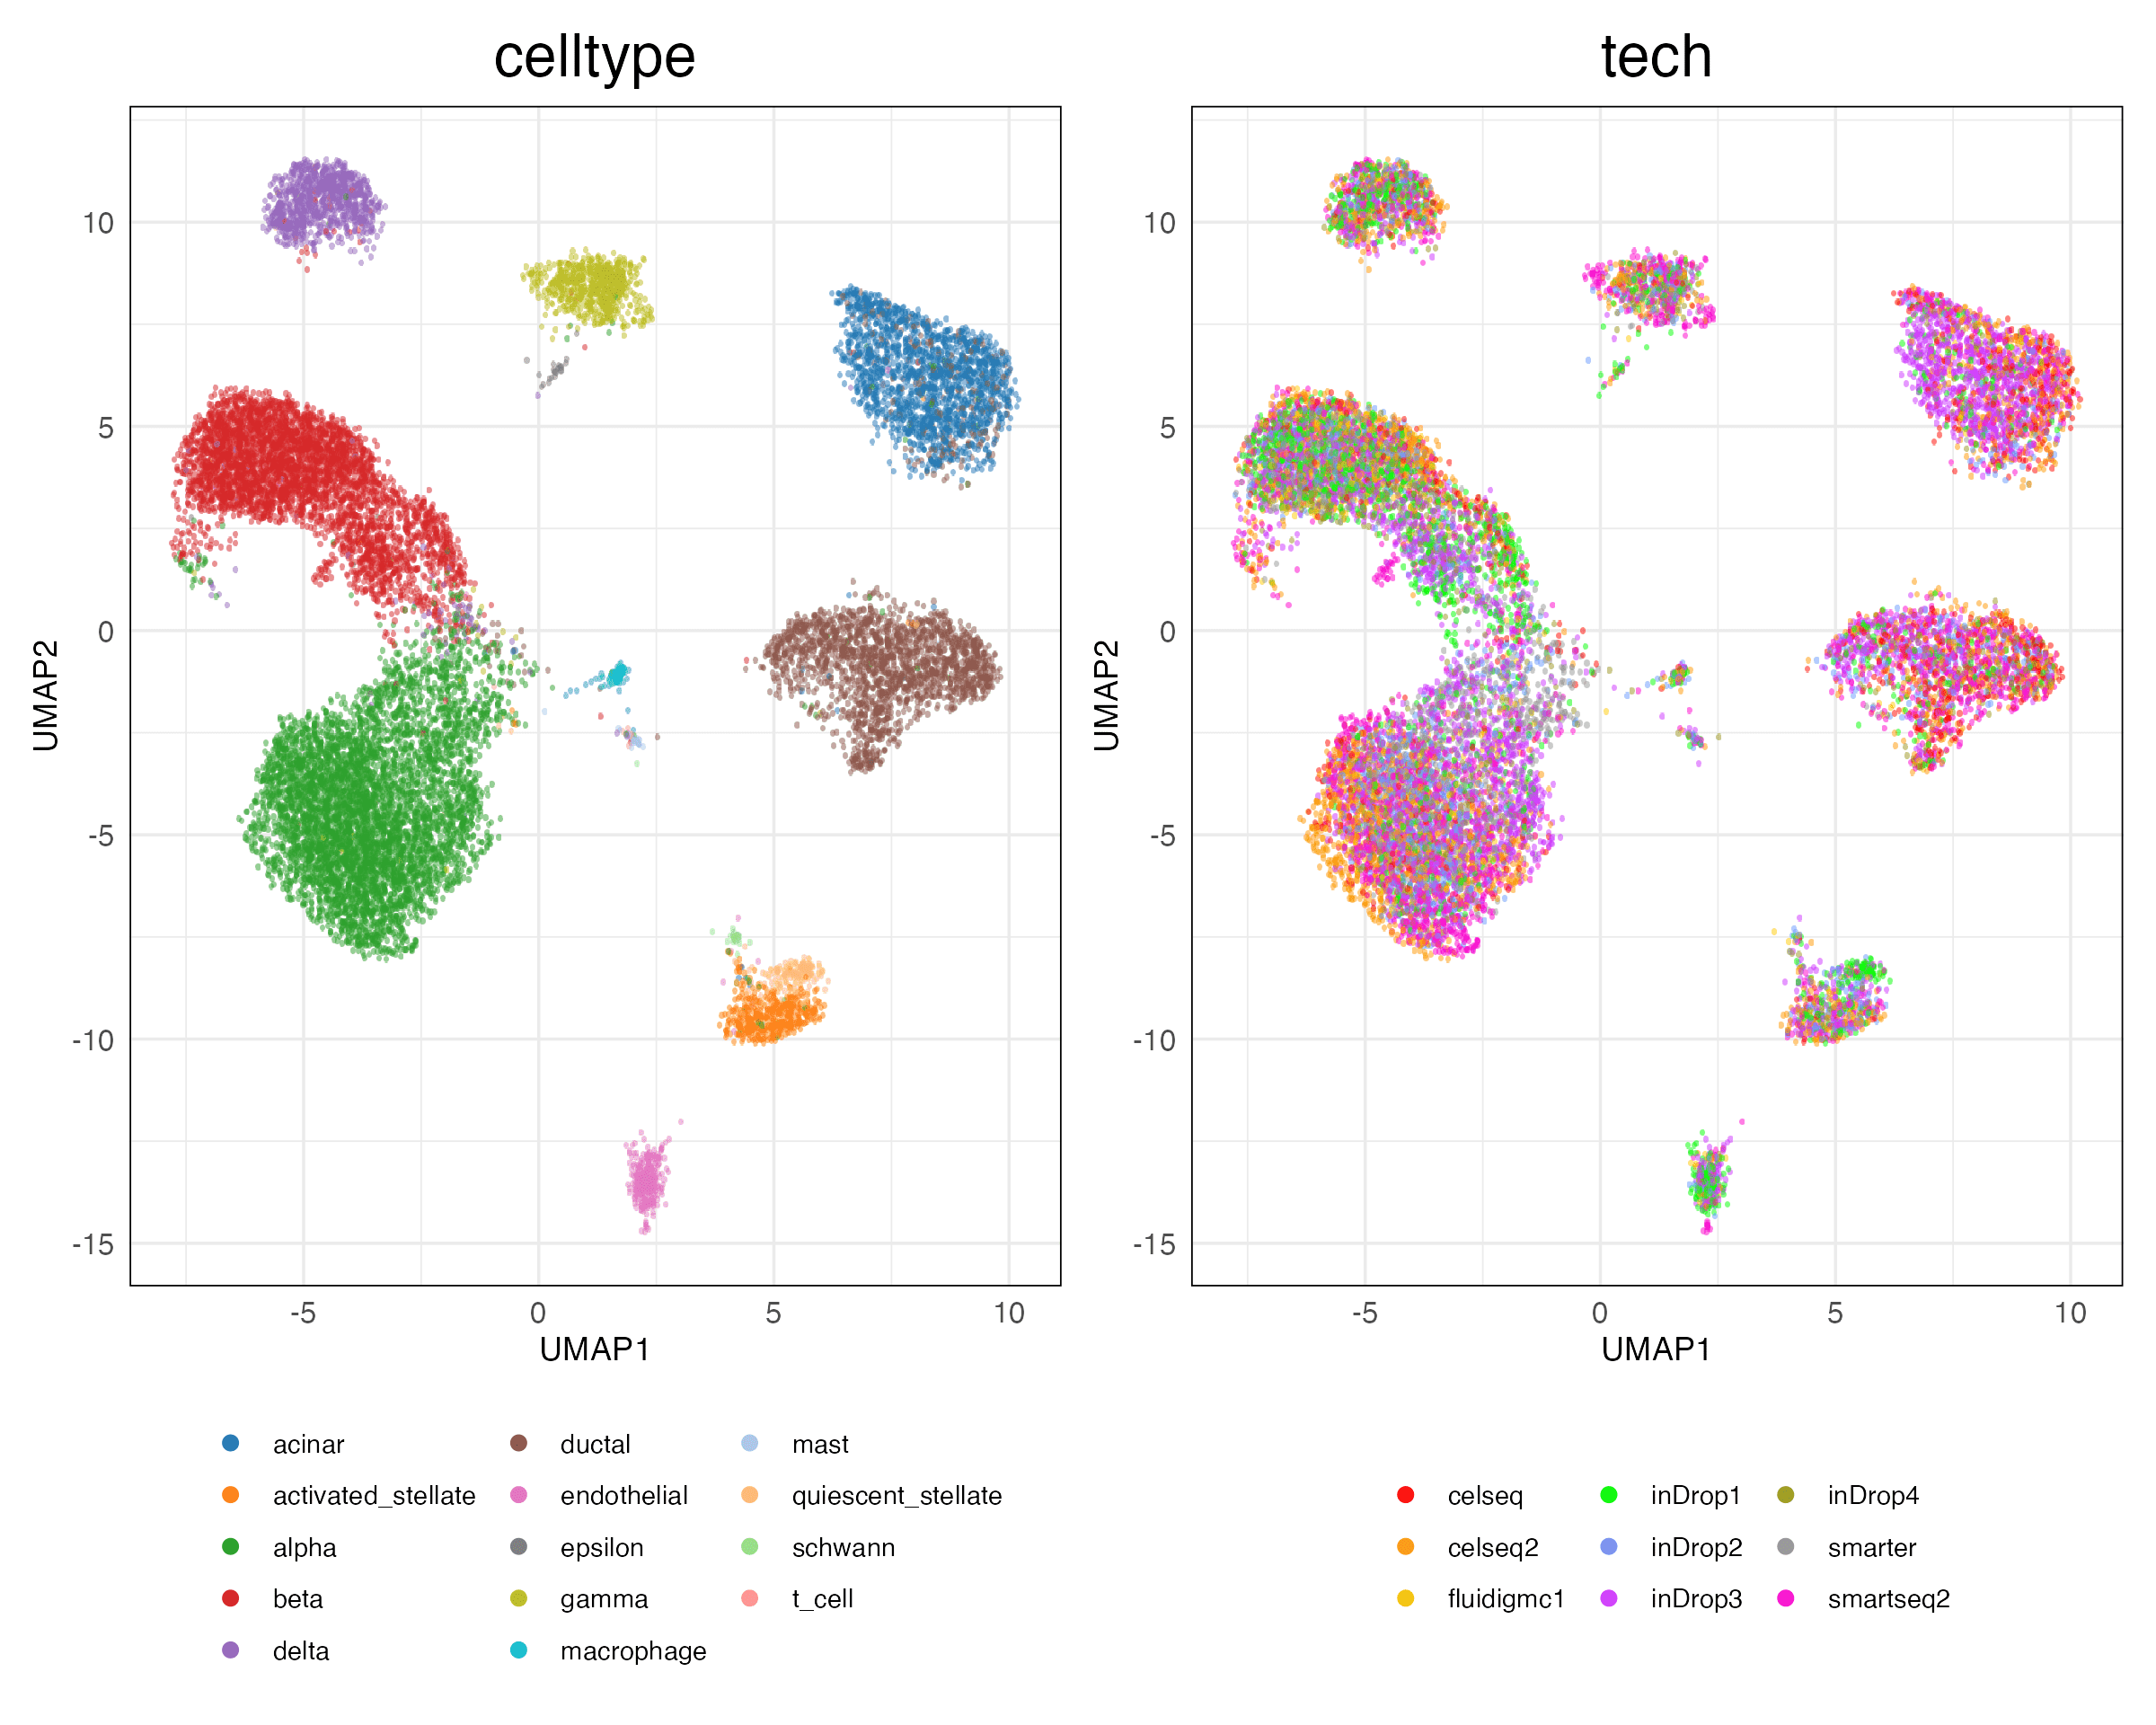 celltype
10
5
0
-5
-10
-15
UMAP2
-5 0 5 10
UMAP1
acinar ductal mast
activated_stellate endothelial quiescent_stellate
alpha epsilon schwann
beta gamma t_cell
delta macrophage
tech
10
5
0
-5
-10
-15
UMAP2
-5 0 5 10
UMAP1
celseq inDrop1 inDrop4
celseq2 inDrop2 smarter
fluidigmc1 inDrop3 smartseq2